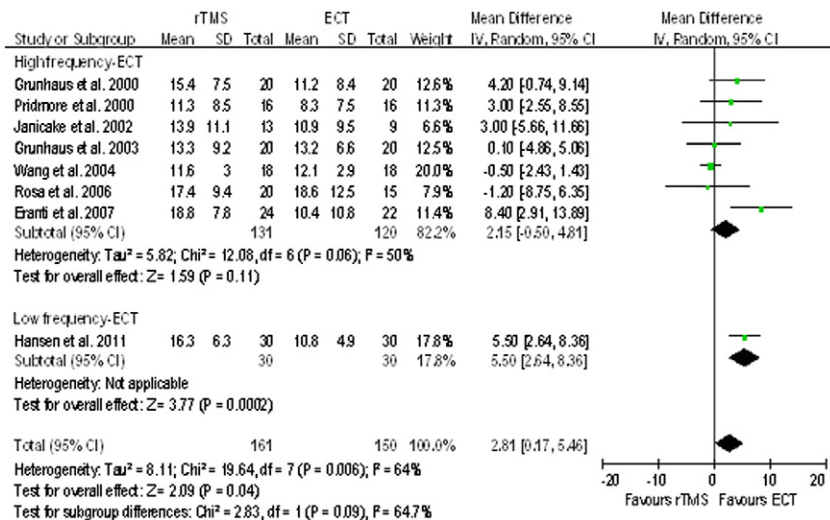 rTMS ECT Mean Difference Mean Difference
Study or Subgroup Mean SD Total Mean SD Total Weight IV, Random, 95% CI IV, Random, 95% CI
High frequency-ECT
Grunhaus et al. 2000 15.4 7.5 20 11.2 8.4 20 12.6% 4.20 [-0.74, 9.14]
Pridmore et al. 2000 11.3 8.5 16 8.3 7.5 16 11.3% 3.00 [-2.55, 8.55]
Janicake et al. 2002 13.9 11.1 13 10.9 9.5 9 6.6% 3.00 [-5.66, 11.66]
Grunhaus et al. 2003 13.3 9.2 20 13.2 6.6 20 12.5% 0.10 [-4.86, 5.06]
Wang et al. 2004 11.6 3 18 12.1 2.9 18 20.0% -0.50 [-2.43, 1.43]
Rosa et al. 2006 17.4 9.4 20 18.6 12.5 15 7.9% -1.20 [-8.75, 6.35]
Eranti et al. 2007 18.8 7.8 24 10.4 10.8 22 11.4% 8.40 [2.91, 13.89]
Subtotal (95% CI) 131 120 82.2% 2.15 [-0.50, 4.81]
Heterogeneity: Tau² = 5.82; Chi² = 12.08, df = 6 (P = 0.06); I² = 50%
Test for overall effect: Z= 1.59 (P = 0.11)
Low frequency-ECT
Hansen et al. 2011 16.3 6.3 30 10.8 4.9 30 17.8% 5.50 [2.64, 8.36]
Subtotal (95% CI) 30 30 17.8% 5.50 [2.64, 8.36]
Heterogeneity: Not applicable
Test for overall effect: Z= 3.77 (P = 0.0002)
Total (95% CI) 161 150 100.0% 2.81 [0.17, 5.46]
Heterogeneity: Tau² = 8.11; Chi² = 19.64, df = 7 (P = 0.006); I² = 64%
Test for overall effect: Z= 2.09 (P = 0.04)
Test for subgroup differences: Chi² = 2.83, df = 1 (P = 0.09), I² = 64.7%
-20 -10 0 10 20
Favours rTMS Favours ECT